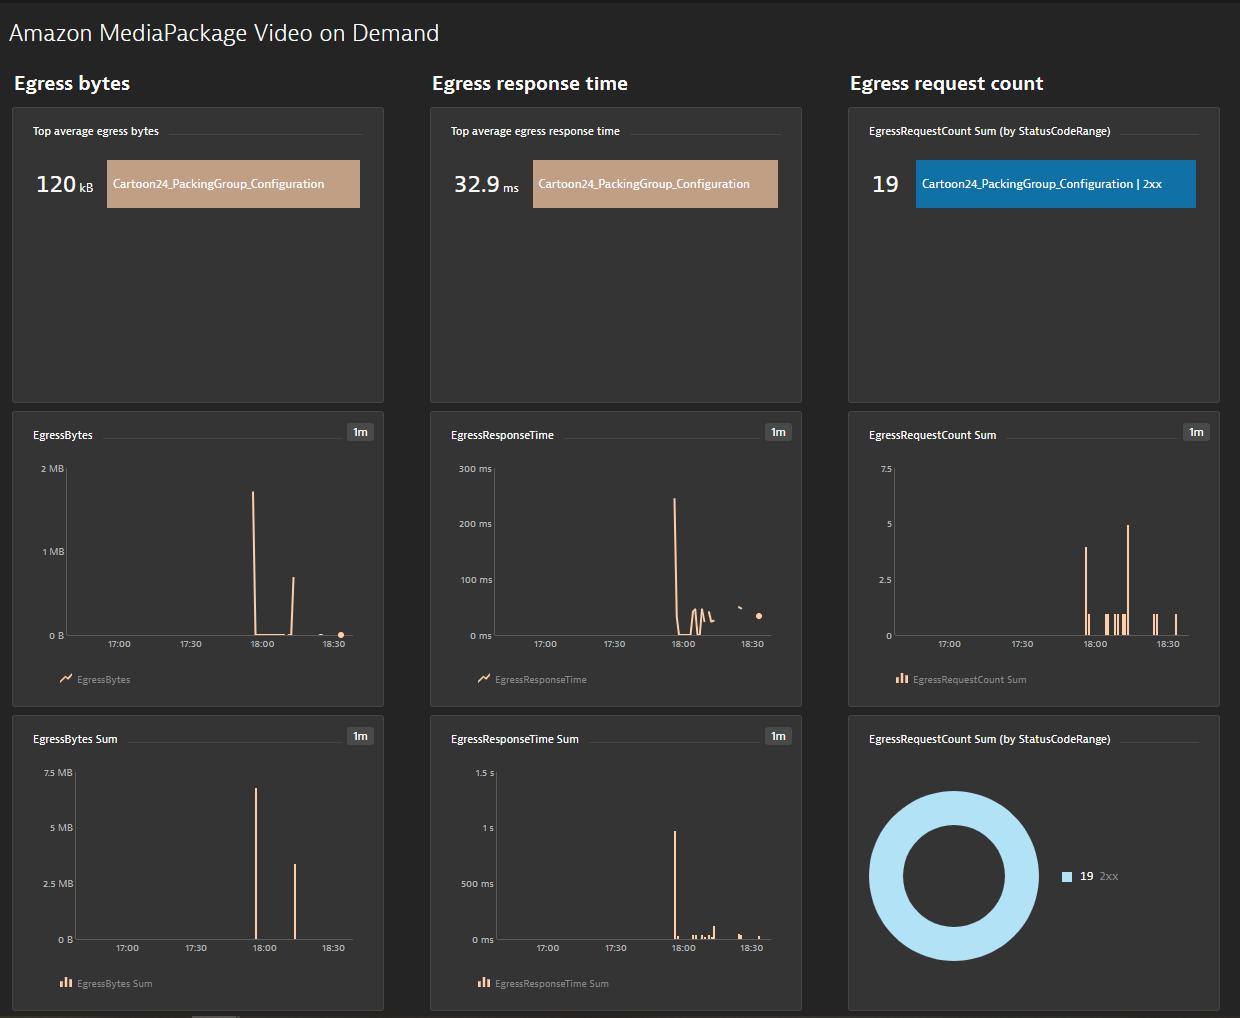 Amazon MediaPackage Video on Demand
Egress bytes
Egress response time
Egress request count
Top average egress bytes
120 kB
Cartoon24_PackingGroup_Configuration
Top average egress response time
32.9 ms
Cartoon24_PackingGroup_Configuration
EgressRequestCount Sum (by StatusCodeRange)
19
Cartoon24_PackingGroup_Configuration | 2xx
EgressBytes
1m
2 MB
1 MB
0 B
17:00 17:30 18:00 18:30
EgressBytes
EgressResponseTime
1m
300 ms
200 ms
100 ms
0 ms
17:00 17:30 18:00 18:30
EgressResponseTime
EgressRequestCount Sum
1m
7.5
5
2.5
0
17:00 17:30 18:00 18:30
EgressRequestCount Sum
EgressBytes Sum
1m
7.5 MB
5 MB
2.5 MB
0 B
17:00 17:30 18:00 18:30
EgressBytes Sum
EgressResponseTime Sum
1m
1.5 s
1 s
500 ms
0 ms
17:00 17:30 18:00 18:30
EgressResponseTime Sum
EgressRequestCount Sum (by StatusCodeRange)
19 2xx